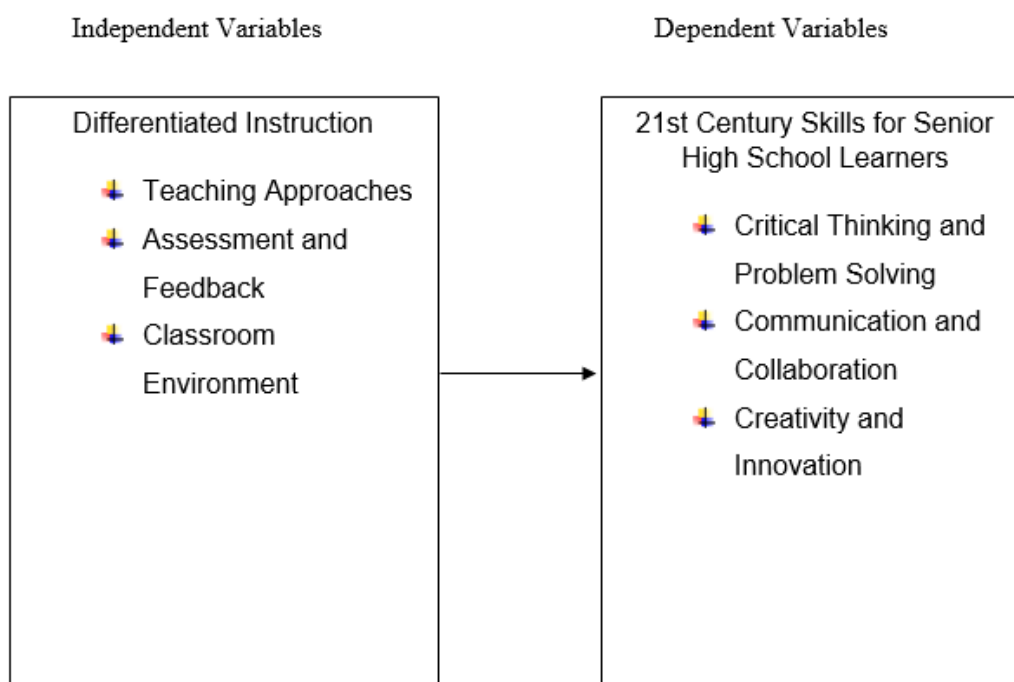 Independent Variables
Dependent Variables
Differentiated Instruction
Teaching Approaches
Assessment and
Feedback
Classroom
Environment
21st Century Skills for Senior
High School Learners
Critical Thinking and
Problem Solving
Communication and
Collaboration
Creativity and
Innovation